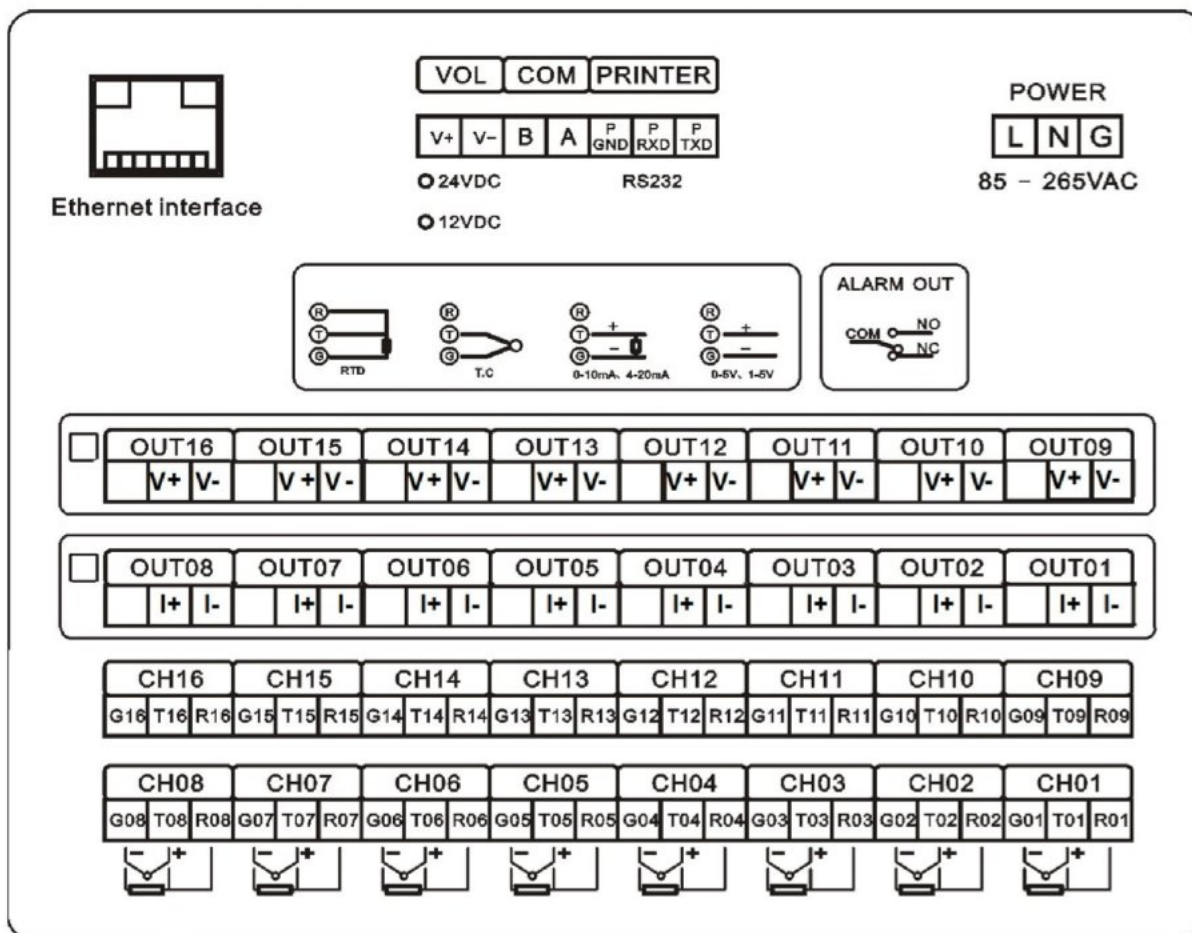 VOL COM PRINTER
POWER
V+ V- B A P GND P RXD P TXD
L N G
24VDC RS232
85 - 265VAC
Ethernet interface
12VDC
ALARM OUT
R R R R
NO
T T T + T +
COM
G G G - G -
NC
RTD T.C 0-10mA、4-20mA 0-5V、1-5V
OUT16 OUT15 OUT14 OUT13 OUT12 OUT11 OUT10 OUT09
V+ V- V+ V- V+ V- V+ V- V+ V- V+ V- V+ V- V+ V-
OUT08 OUT07 OUT06 OUT05 OUT04 OUT03 OUT02 OUT01
I+ I- I+ I- I+ I- I+ I- I+ I- I+ I- I+ I- I+ I-
CH16 CH15 CH14 CH13 CH12 CH11 CH10 CH09
G16 T16 R16 G15 T15 R15 G14 T14 R14 G13 T13 R13 G12 T12 R12 G11 T11 R11 G10 T10 R10 G09 T09 R09
CH08 CH07 CH06 CH05 CH04 CH03 CH02 CH01
G08 T08 R08 G07 T07 R07 G06 T06 R06 G05 T05 R05 G04 T04 R04 G03 T03 R03 G02 T02 R02 G01 T01 R01
- + - + - + - + - + - + - + - +